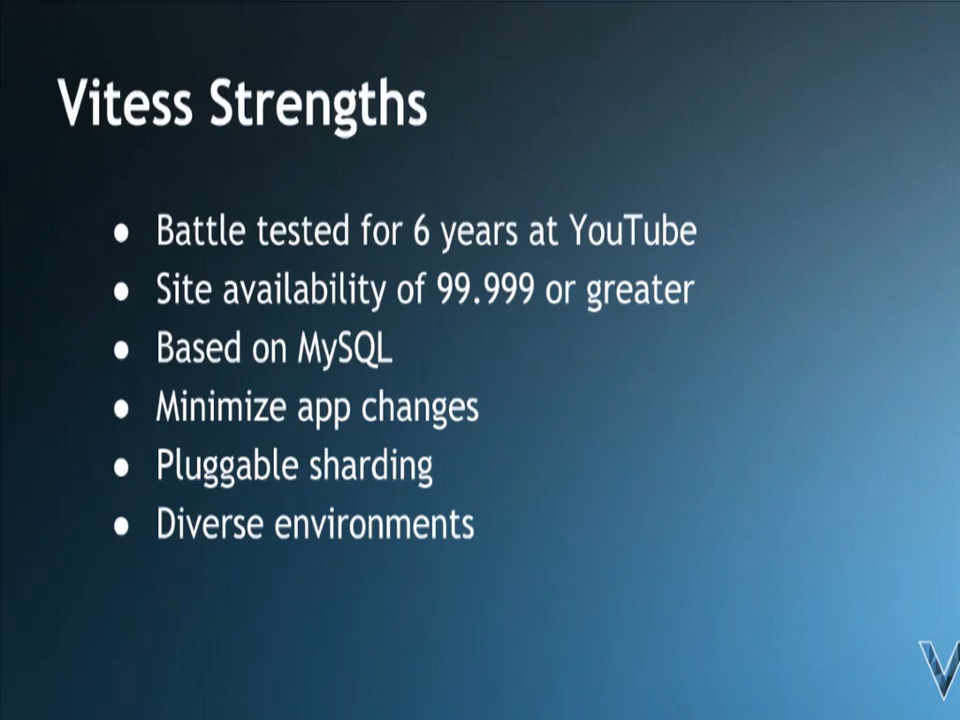 Vitess Strengths
● Battle tested for 6 years at YouTube
● Site availability of 99.999 or greater
● Based on MySQL
● Minimize app changes
● Pluggable sharding
● Diverse environments
V